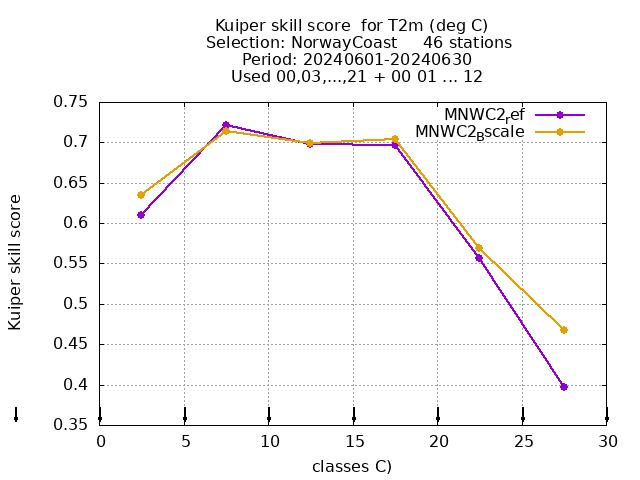 Kuiper skill score  for T2m (deg C)
Selection: NorwayCoast     46 stations
Period: 20240601-20240630
Used 00,03,...,21 + 00 01 ... 12
MNWC2ref
MNWC2Bscale
0.75
0.7
0.65
0.6
0.55
0.5
0.45
0.4
0.35
Kuiper skill score
0 5 10 15 20 25 30
classes C)